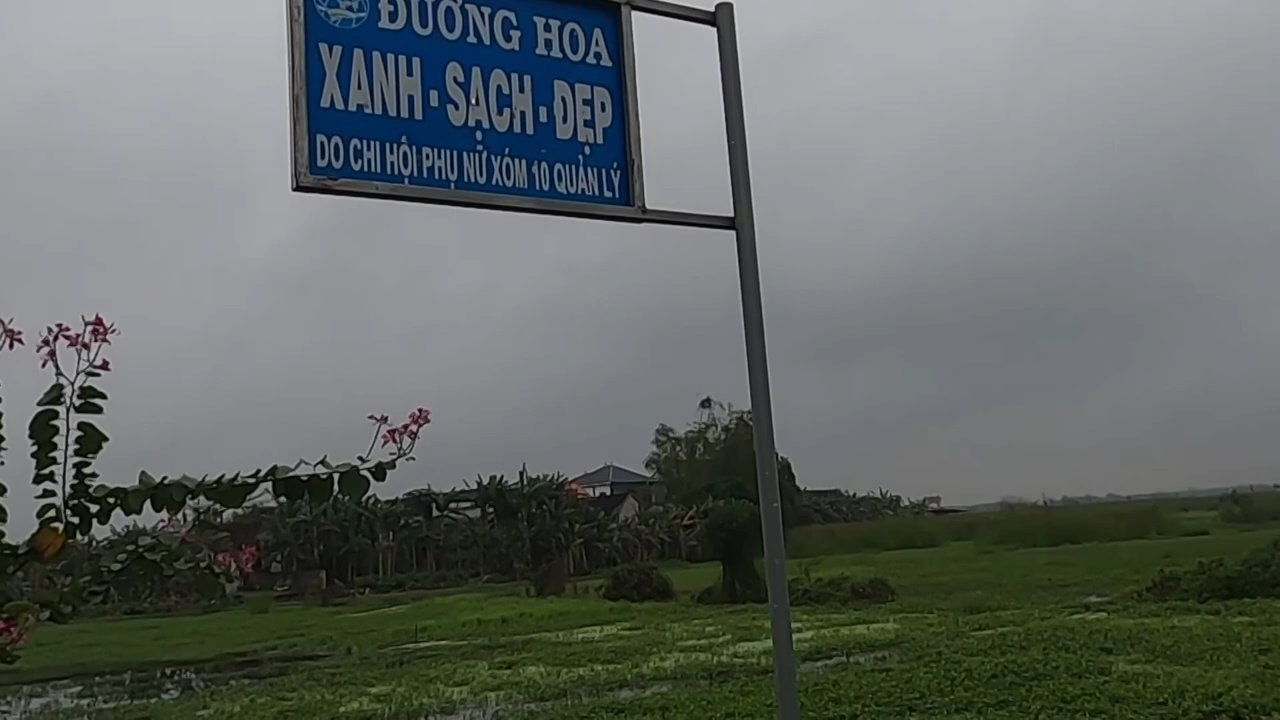 ĐƯỜNG HOA
XANH · SẠCH · ĐẸP
DO CHI HỘI PHỤ NỮ XÓM 10 QUẢN LÝ